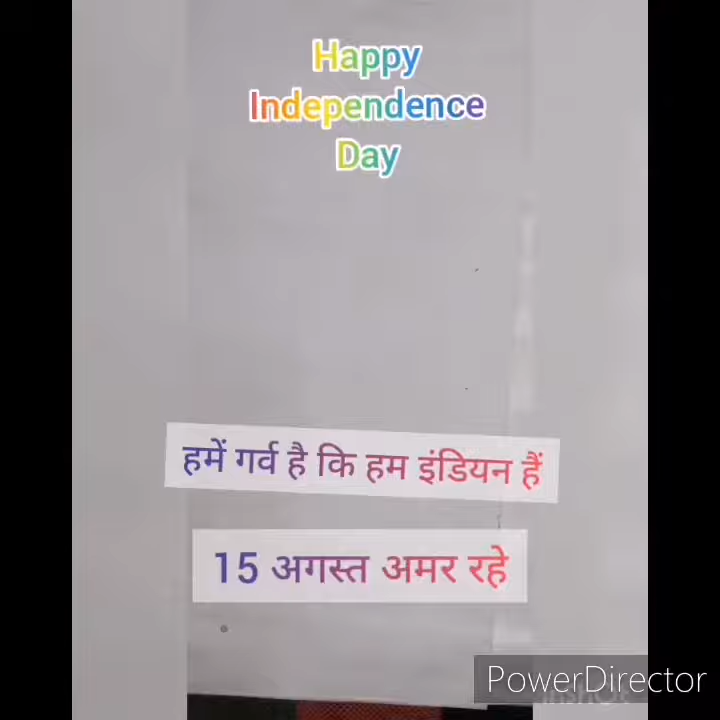 Happy
Independence
Day
हमें गर्व है कि हम इंडियन हैं
15 अगस्त अमर रहे
PowerDirector